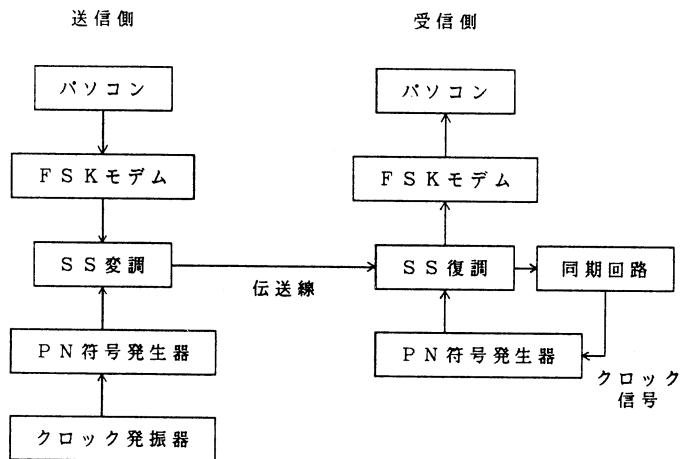 送信側
受信側
パソコン
パソコン
FSKモデム
FSKモデム
SS変調
伝送線
SS復調
同期回路
PN符号発生器
PN符号発生器
クロック
信号
クロック発振器